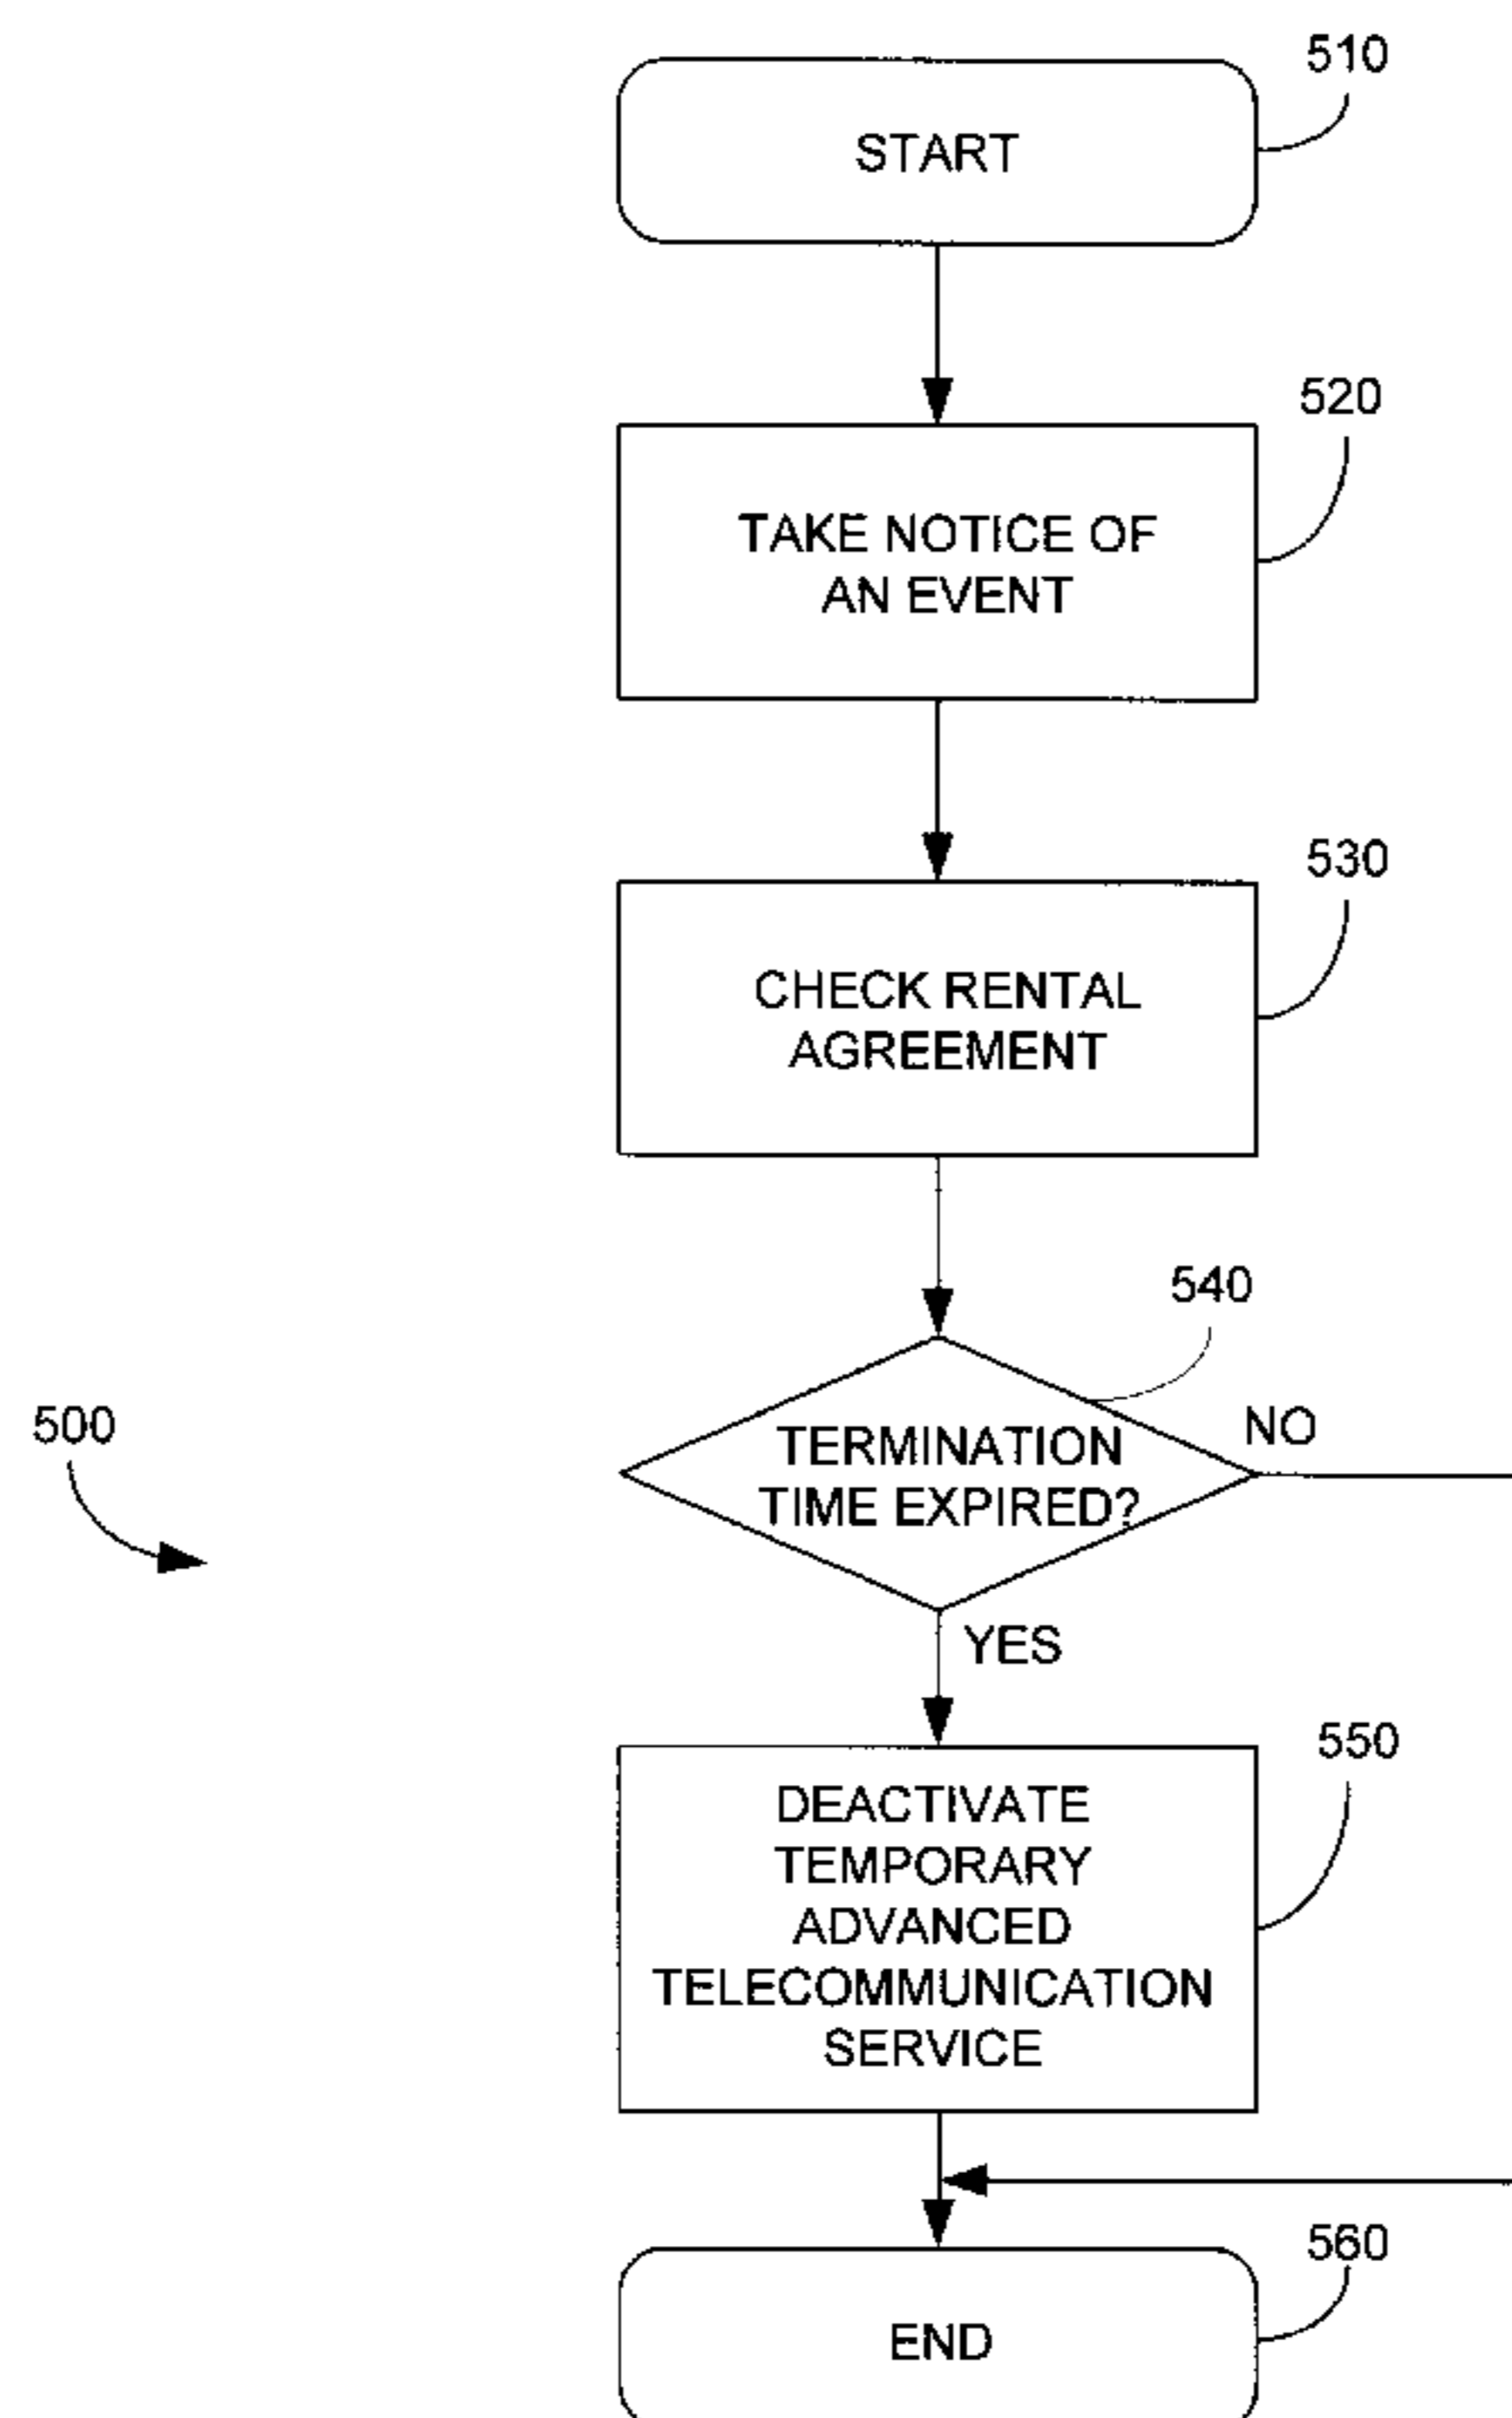 510
START
520
TAKE NOTICE OF
AN EVENT
530
CHECK RENTAL
AGREEMENT
540
500
NO
TERMINATION
TIME EXPIRED?
YES
550
DEACTIVATE
TEMPORARY
ADVANCED
TELECOMMUNICATION
SERVICE
560
END